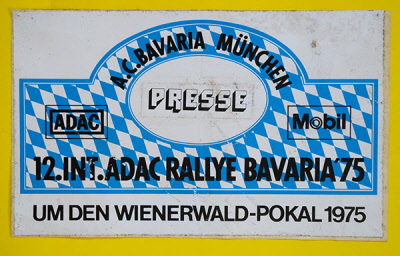 A.C. BAVARIA MÜNCHEN
PRESSE
ADAC
Mobil
12. INT. ADAC RALLYE BAVARIA '75
UM DEN WIENERWALD-POKAL 1975